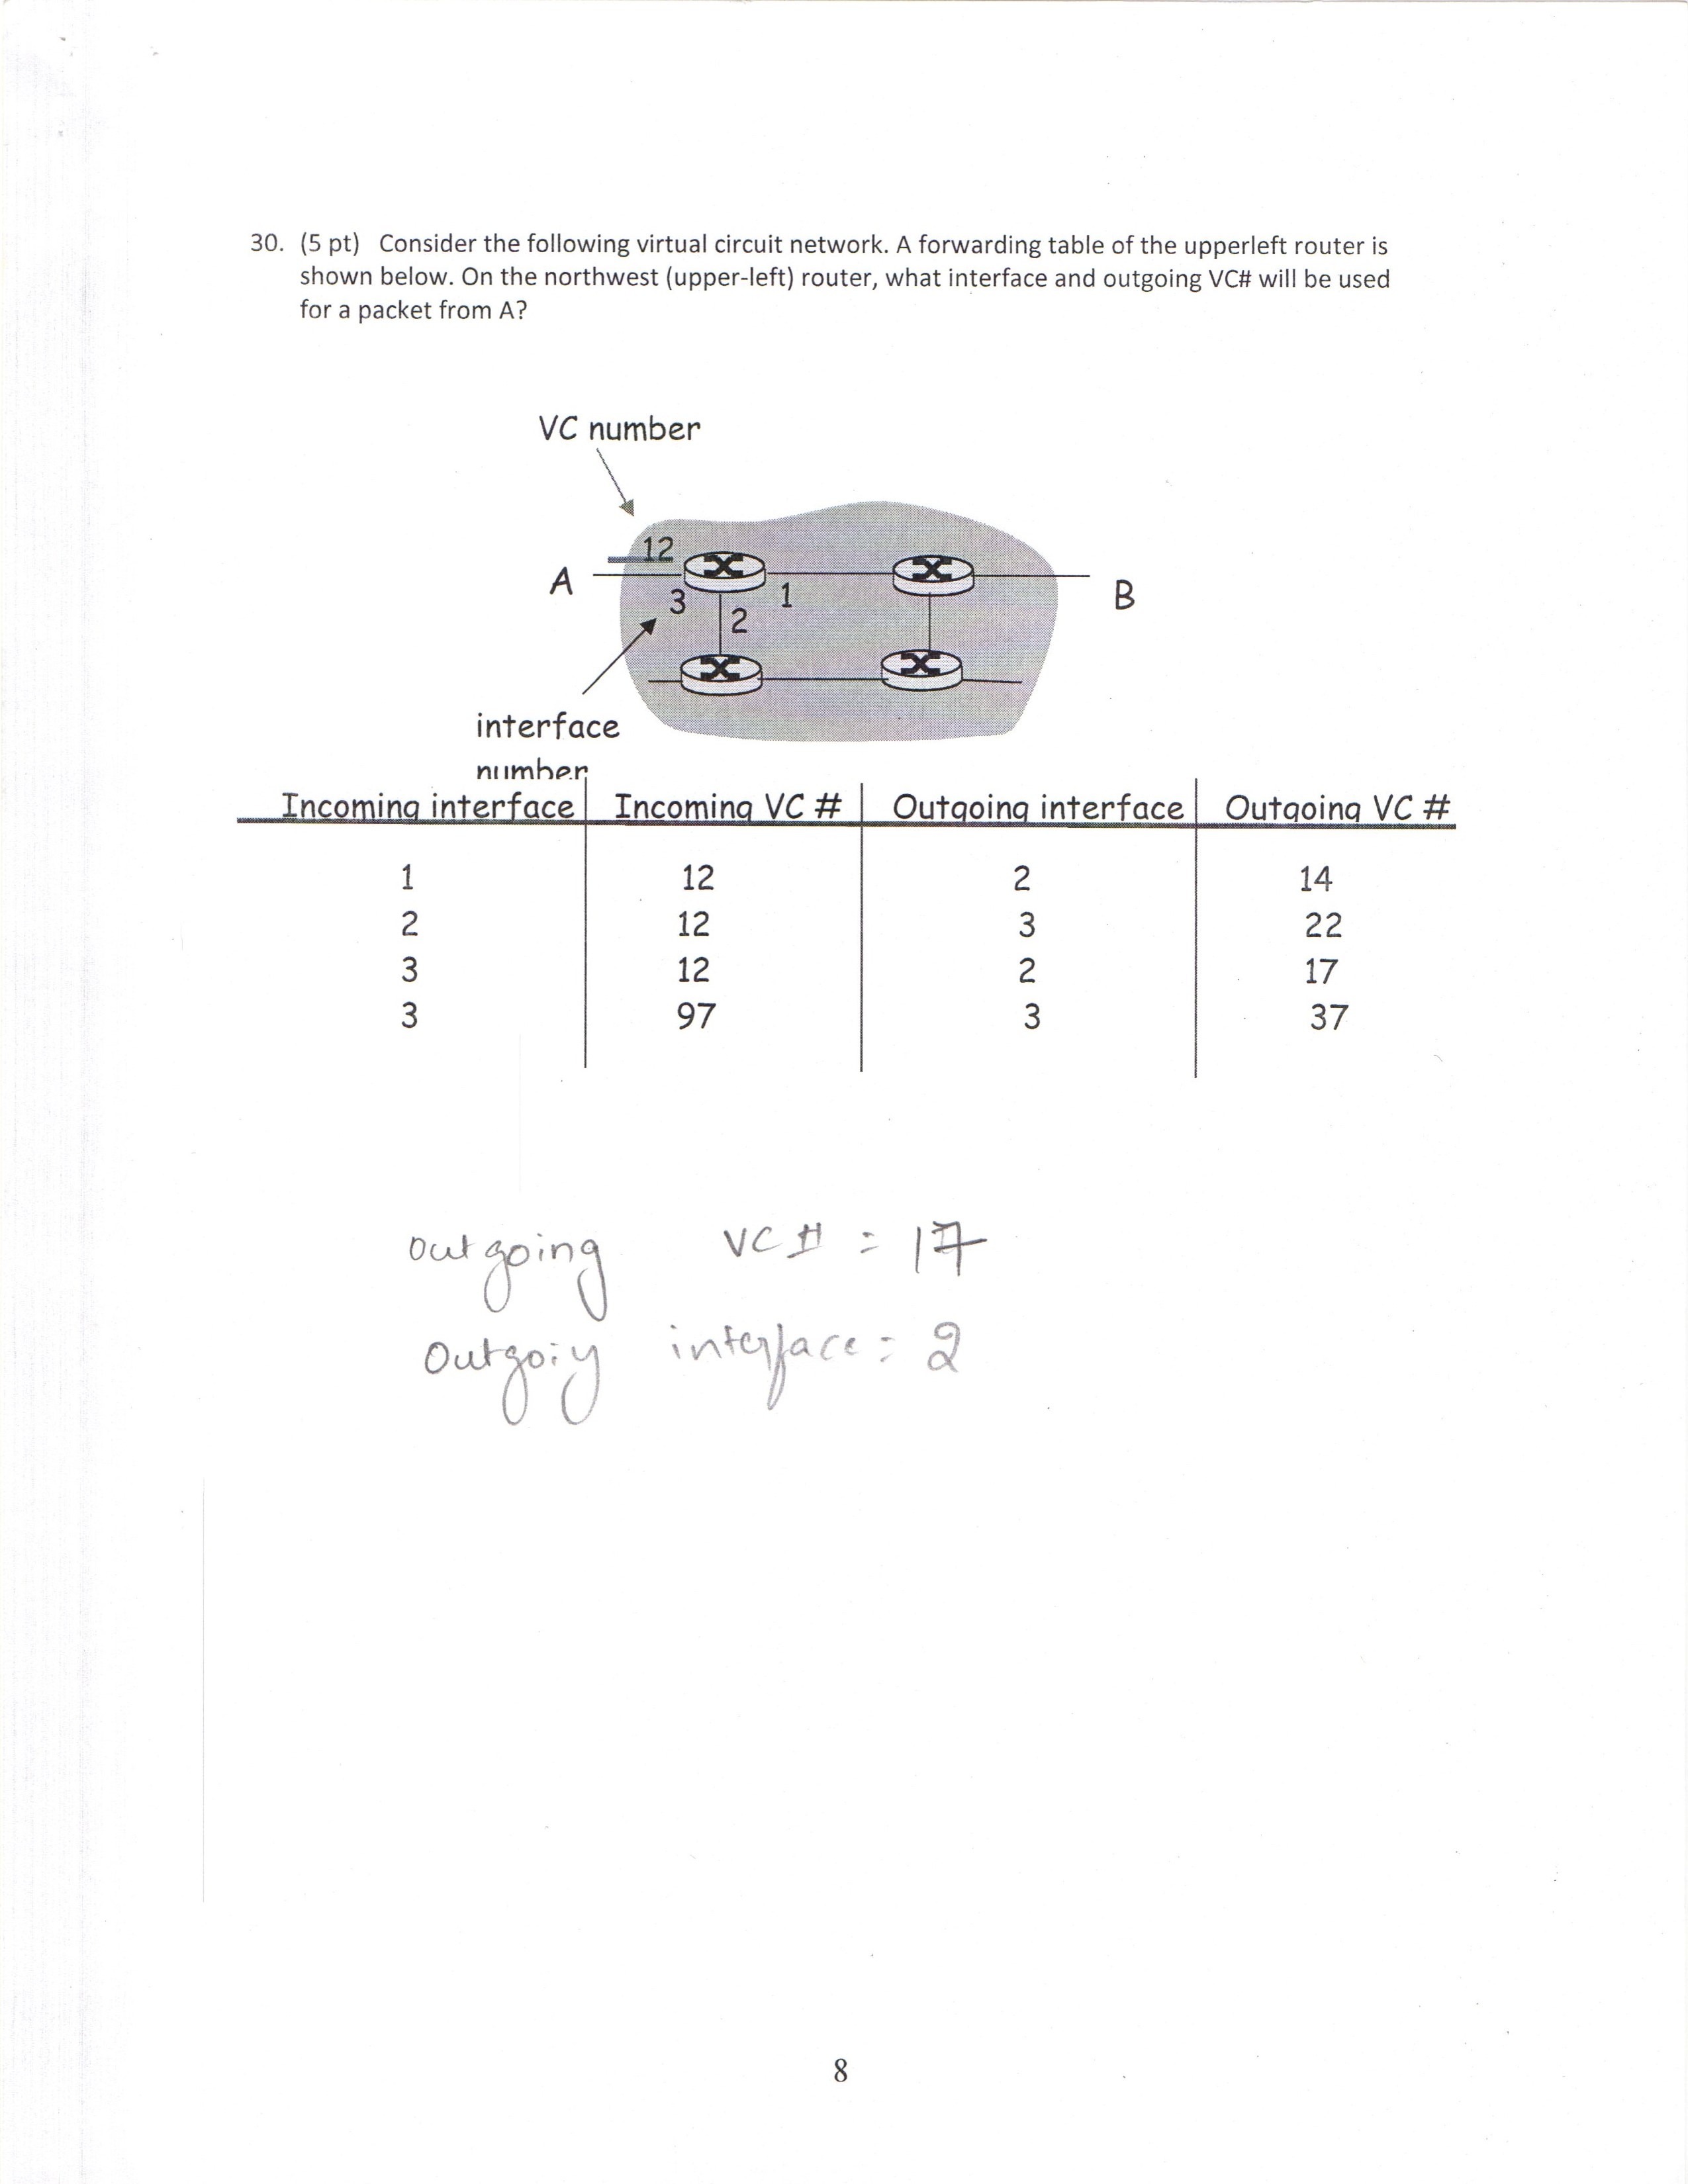 30. (5 pt) Consider the following virtual circuit network. A forwarding table of the upperleft router is
shown below. On the northwest (upper-left) router, what interface and outgoing VC# will be used
for a packet from A?
VC number
12
A
3
1
2
B
interface
number
Incoming interface Incoming VC # Outgoing interface Outgoing VC #
1 12 2 14
2 12 3 22
3 12 2 17
3 97 3 37
outgoing VC# = 17
Outgoiy interface = 2
8